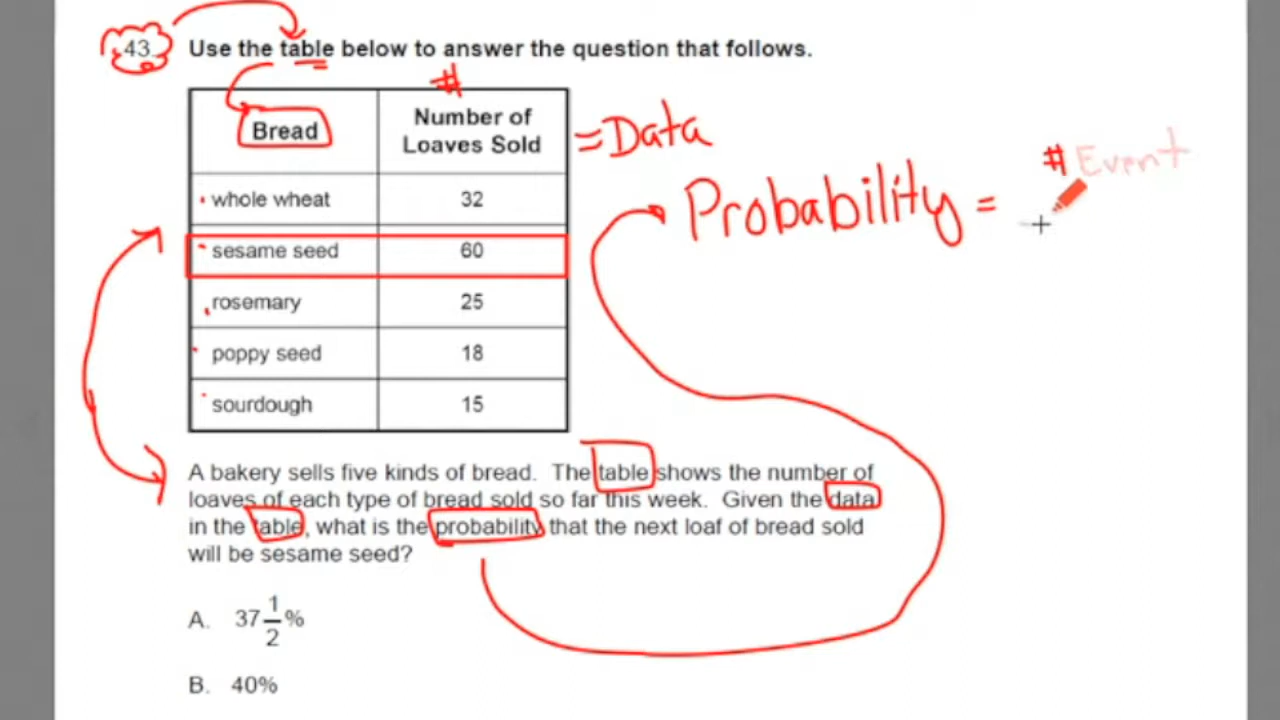 43. Use the table below to answer the question that follows.
#
Bread Number of Loaves Sold
= Data
# Event
Probability =
whole wheat 32
sesame seed 60
rosemary 25
poppy seed 18
sourdough 15
A bakery sells five kinds of bread. The table shows the number of
loaves of each type of bread sold so far this week. Given the data
in the table, what is the probability that the next loaf of bread sold
will be sesame seed?
A. 37 1/2 %
B. 40%